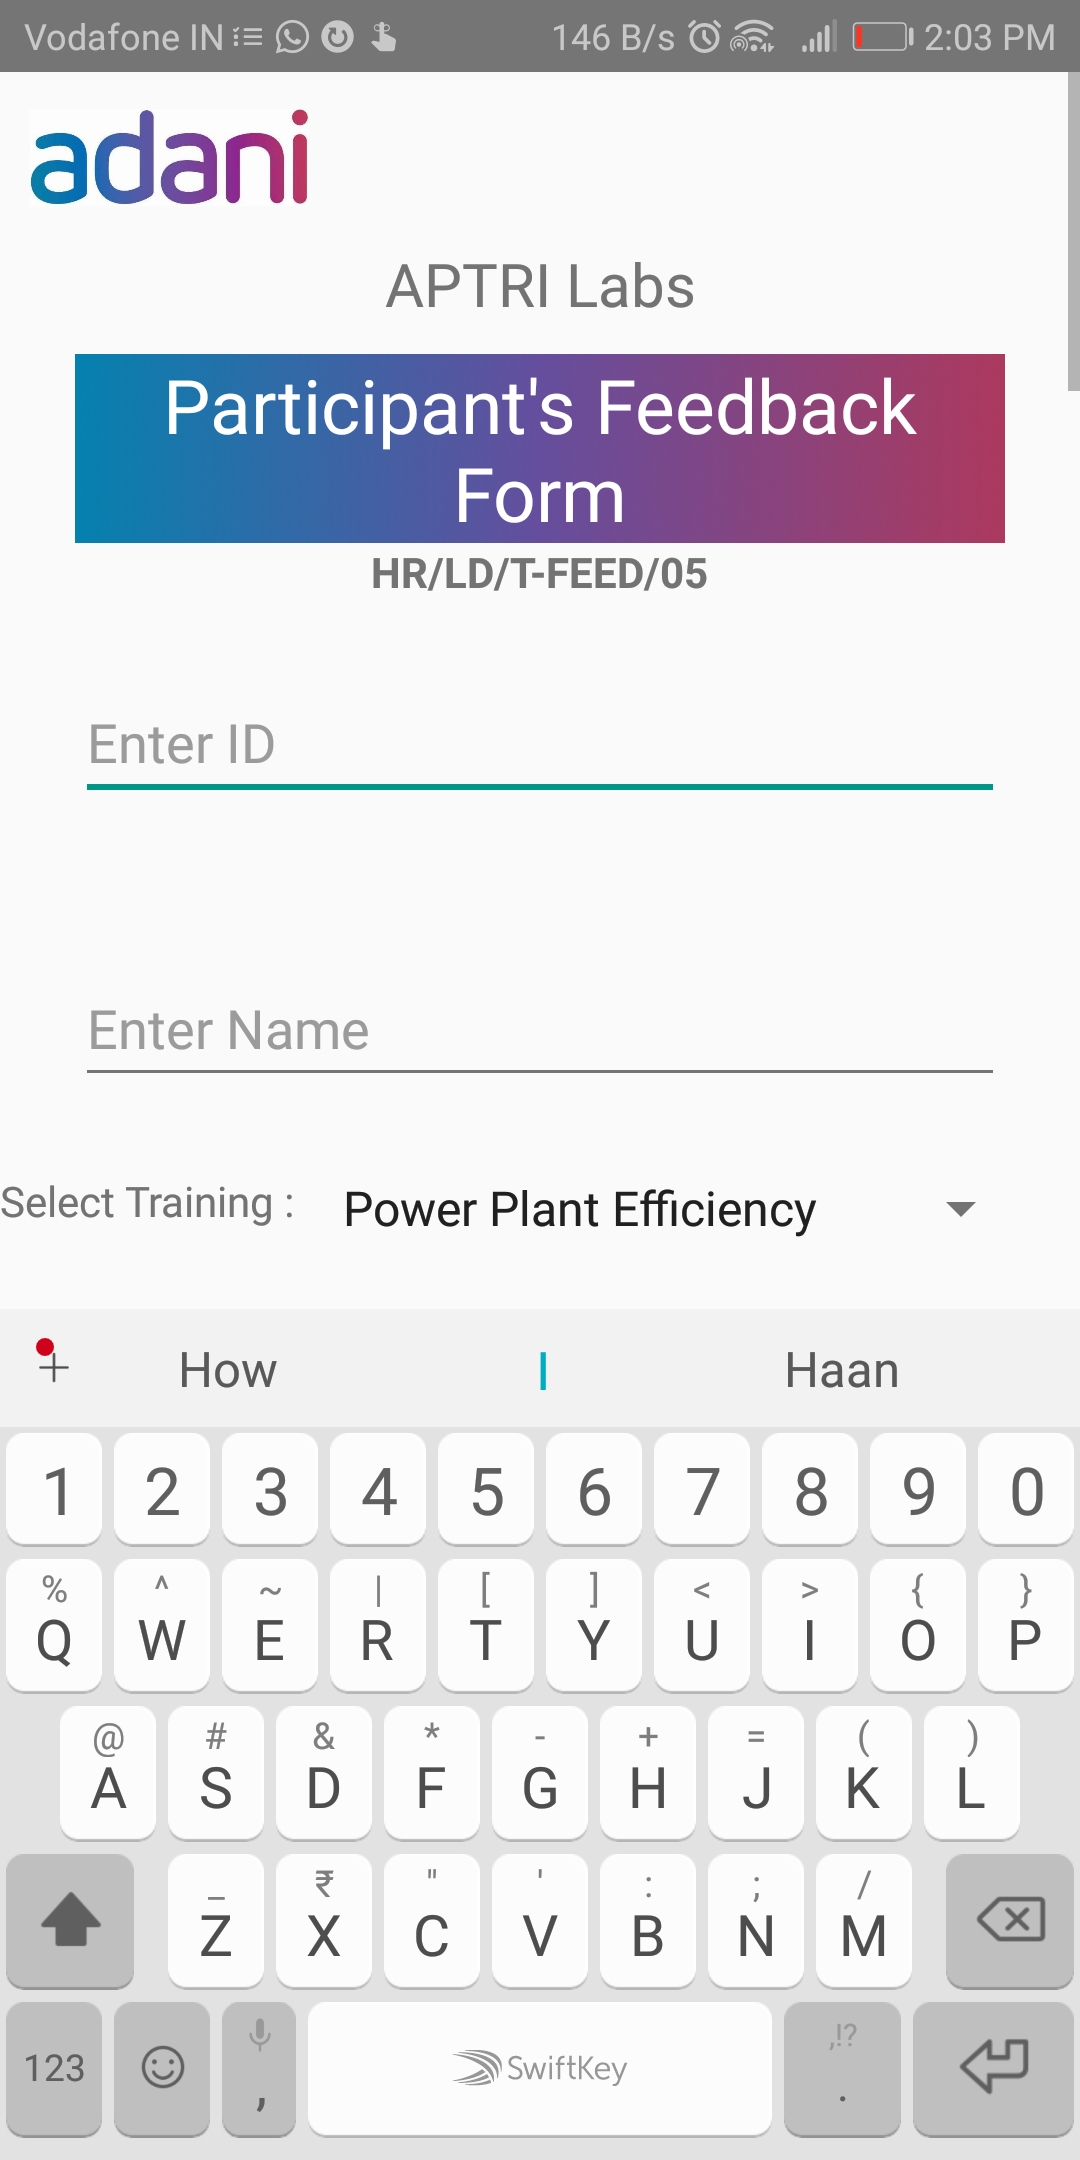 Vodafone IN 146 B/s 2:03 PM
adani
APTRI Labs
Participant's Feedback
Form
HR/LD/T-FEED/05
Enter ID
Enter Name
Select Training : Power Plant Efficiency
How Haan
1 2 3 4 5 6 7 8 9 0
% ^ ~ | [ ] < > { }
Q W E R T Y U I O P
@ # & * - + = ( )
A S D F G H J K L
_ ₹ " ' : ; /
Z X C V B N M
123 , SwiftKey ,!? .